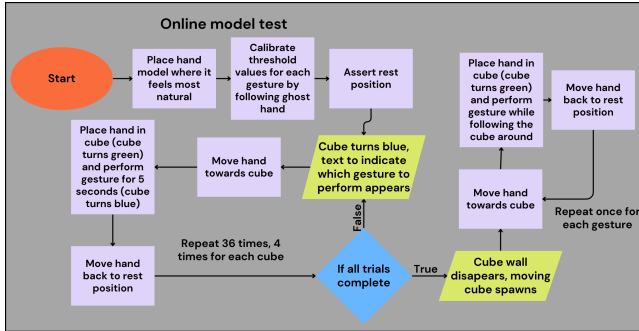 Online model test
Start
Place hand
model where it
feels most
natural
Calibrate
threshold
values for each
gesture by
following ghost
hand
Assert rest
position
Cube turns blue,
text to indicate
which gesture to
perform appears
Move hand
towards cube
Place hand in
cube (cube
turns green)
and perform
gesture for 5
seconds (cube
turns blue)
Move hand
back to rest
position
Repeat 36 times, 4
times for each cube
If all trials
complete
False
True
Cube wall
disapears, moving
cube spawns
Move hand
towards cube
Place hand in
cube (cube
turns green)
and perform
gesture while
following the
cube around
Move hand
back to rest
position
Repeat once for
each gesture